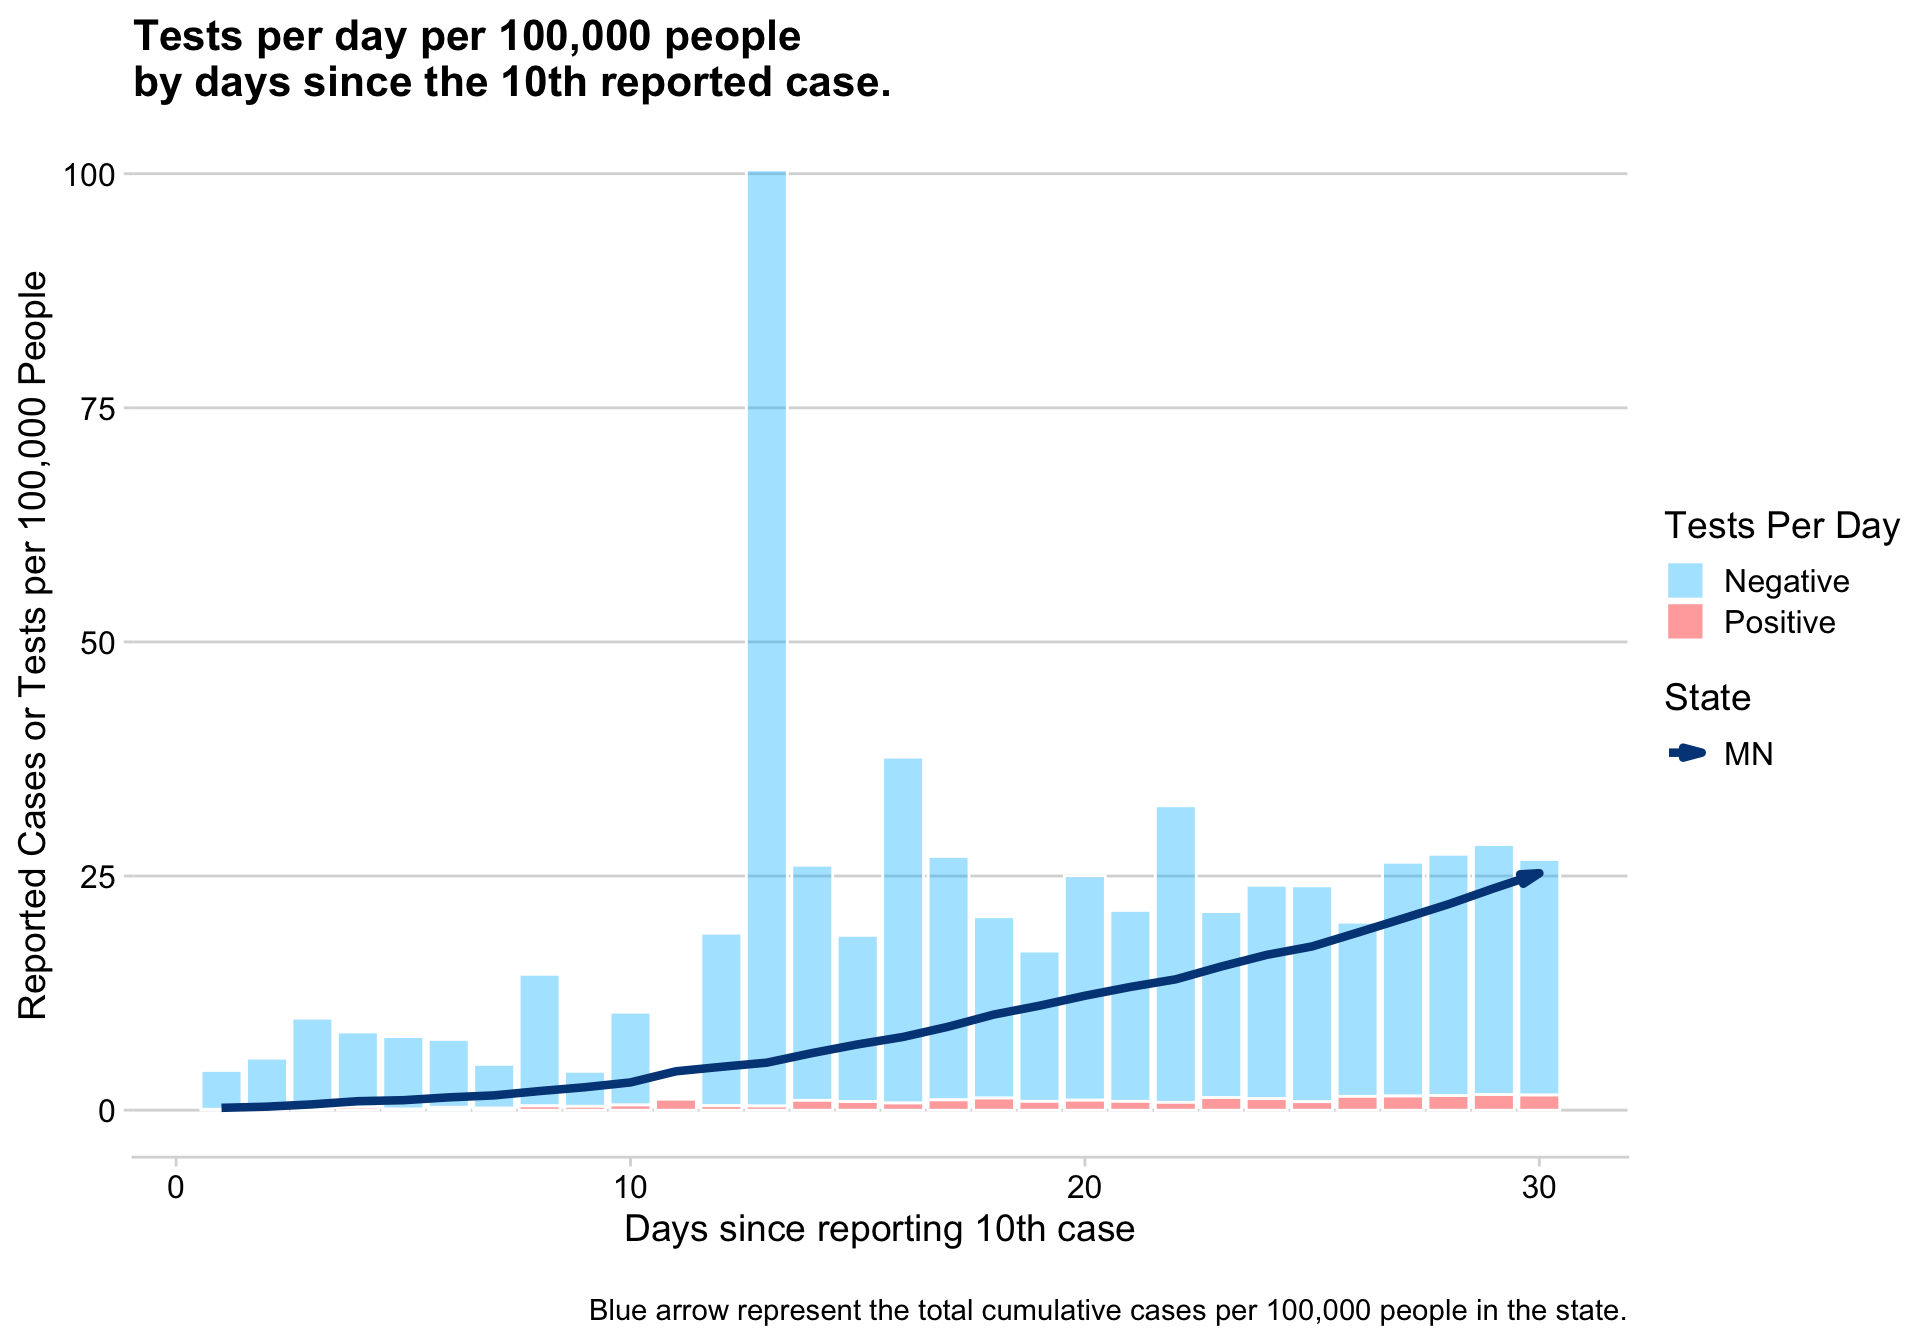 Tests per day per 100,000 people
by days since the 10th reported case.
Reported Cases or Tests per 100,000 People
100
75
50
25
0
0
10
20
30
Days since reporting 10th case
Tests Per Day
Negative
Positive
State
MN
Blue arrow represent the total cumulative cases per 100,000 people in the state.